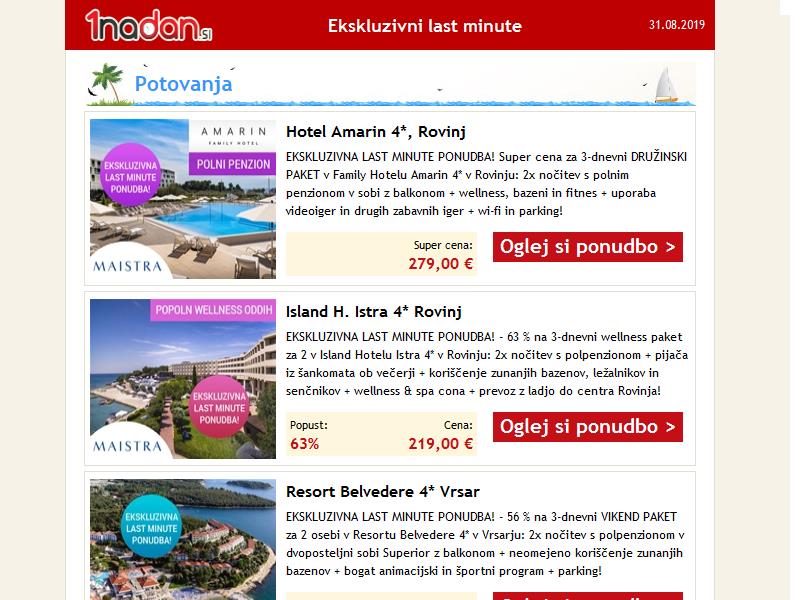 1nadan.SI
Ekskluzivni last minute
31.08.2019
Potovanja
AMARIN
FAMILY HOTEL
POLNI PENZION
EKSKLUZIVNA
LAST MINUTE
PONUDBA!
MAISTRA
Hotel Amarin 4*, Rovinj
EKSKLUZIVNA LAST MINUTE PONUDBA! Super cena za 3-dnevni DRUŽINSKI
PAKET v Family Hotelu Amarin 4* v Rovinju: 2x nočitev s polnim
penzionom v sobi z balkonom + wellness, bazeni in fitnes + uporaba
videoiger in drugih zabavnih iger + wi-fi in parking!
Super cena:
279,00 €
Oglej si ponudbo >
POPOLN WELLNESS ODDIH
EKSKLUZIVNA
LAST MINUTE
PONUDBA!
MAISTRA
Island H. Istra 4* Rovinj
EKSKLUZIVNA LAST MINUTE PONUDBA! - 63 % na 3-dnevni wellness paket
za 2 v Island Hotelu Istra 4* v Rovinju: 2x nočitev s polpenzionom + pijača
iz šankomata ob večerji + koriščenje zunanjih bazenov, ležalnikov in
senčnikov + wellness & spa cona + prevoz z ladjo do centra Rovinja!
Popust: Cena:
63% 219,00 €
Oglej si ponudbo >
EKSKLUZIVNA
LAST MINUTE
PONUDBA!
Resort Belvedere 4* Vrsar
EKSKLUZIVNA LAST MINUTE PONUDBA! - 56 % na 3-dnevni VIKEND PAKET
za 2 osebi v Resortu Belvedere 4* v Vrsarju: 2x nočitev s polpenzionom v
dvoposteljni sobi Superior z balkonom + neomejeno koriščenje zunanjih
bazenov + bogat animacijski in športni program + parking!